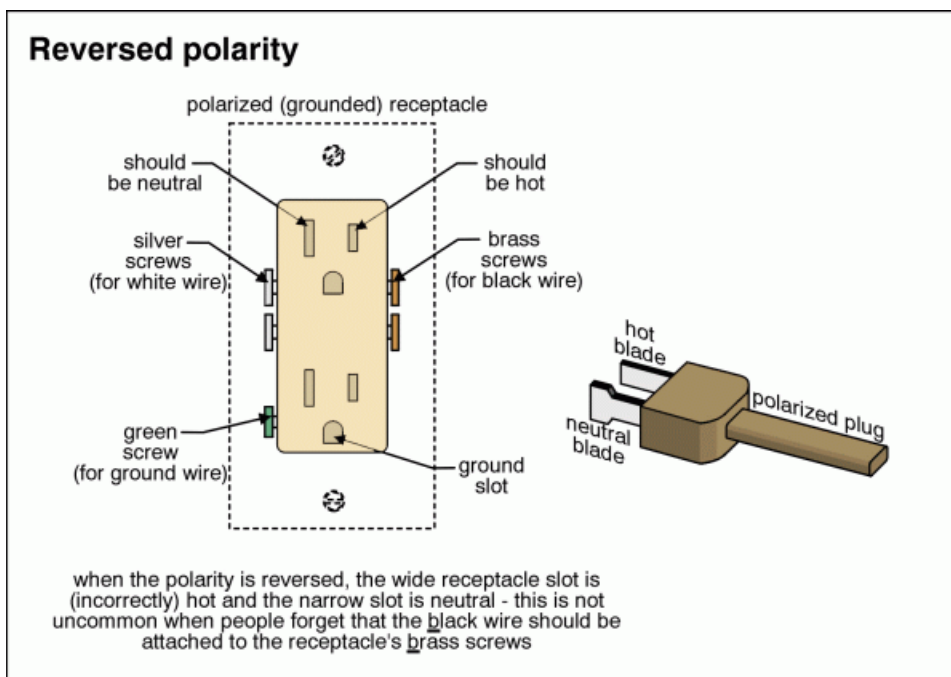 Reversed polarity
polarized (grounded) receptacle
should
be neutral
should
be hot
silver
screws
(for white wire)
brass
screws
(for black wire)
hot
blade
polarized plug
neutral
blade
green
screw
(for ground wire)
ground
slot
when the polarity is reversed, the wide receptacle slot is
(incorrectly) hot and the narrow slot is neutral - this is not
uncommon when people forget that the black wire should be
attached to the receptacle's brass screws